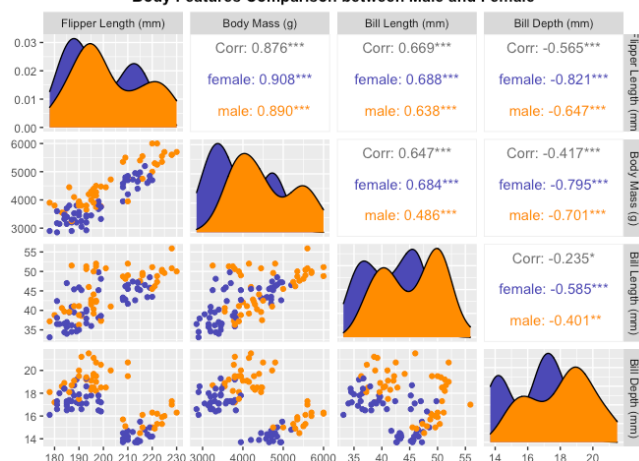 Body Features Comparison between Male and Female
Flipper Length (mm) Body Mass (g) Bill Length (mm) Bill Depth (mm)
0.03
0.02
0.01
0.00
Corr: 0.876***
female: 0.908***
male: 0.890***
Corr: 0.669***
female: 0.688***
male: 0.638***
Corr: -0.565***
female: -0.821***
male: -0.647***
Flipper Length (mm)
6000
5000
4000
3000
Corr: 0.647***
female: 0.684***
male: 0.486***
Corr: -0.417***
female: -0.795***
male: -0.701***
Body Mass (g)
55
50
45
40
35
Corr: -0.235*
female: -0.585***
male: -0.401**
Bill Length (mm)
20
18
16
14
Bill Depth (mm)
180 190 200 210 220 230 3000 4000 5000 6000 35 40 45 50 55 14 16 18 20